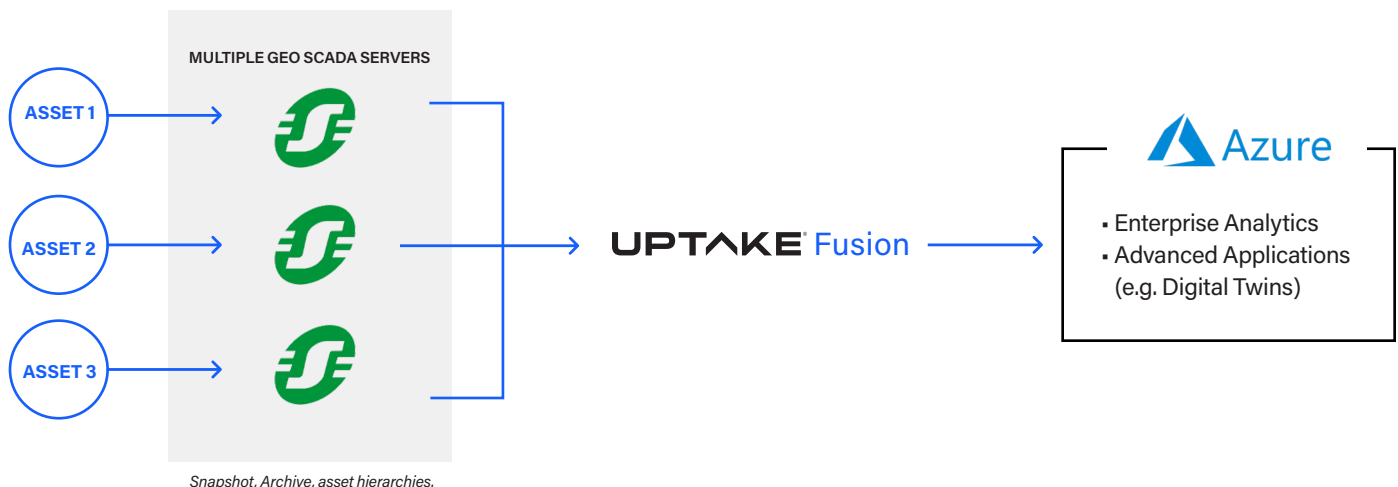 MULTIPLE GEO SCADA SERVERS
ASSET 1
ASSET 2
ASSET 3
UPTAKE Fusion
Azure
▪ Enterprise Analytics
▪ Advanced Applications
(e.g. Digital Twins)
Snapshot, Archive, asset hierarchies,